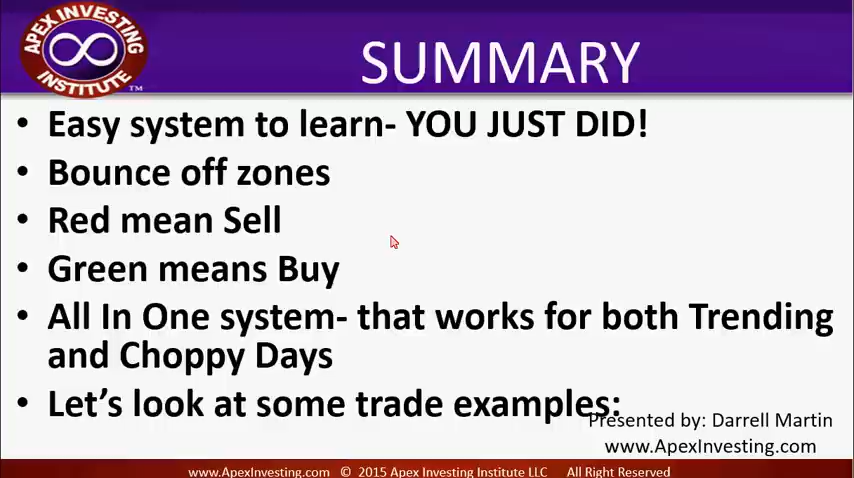 APEX INVESTING
INSTITUTE
TM
SUMMARY
• Easy system to learn- YOU JUST DID!
• Bounce off zones
• Red mean Sell
• Green means Buy
• All In One system- that works for both Trending
and Choppy Days
• Let's look at some trade examples:
Presented by: Darrell Martin
www.ApexInvesting.com
www.ApexInvesting.com © 2015 Apex Investing Institute LLC All Right Reserved